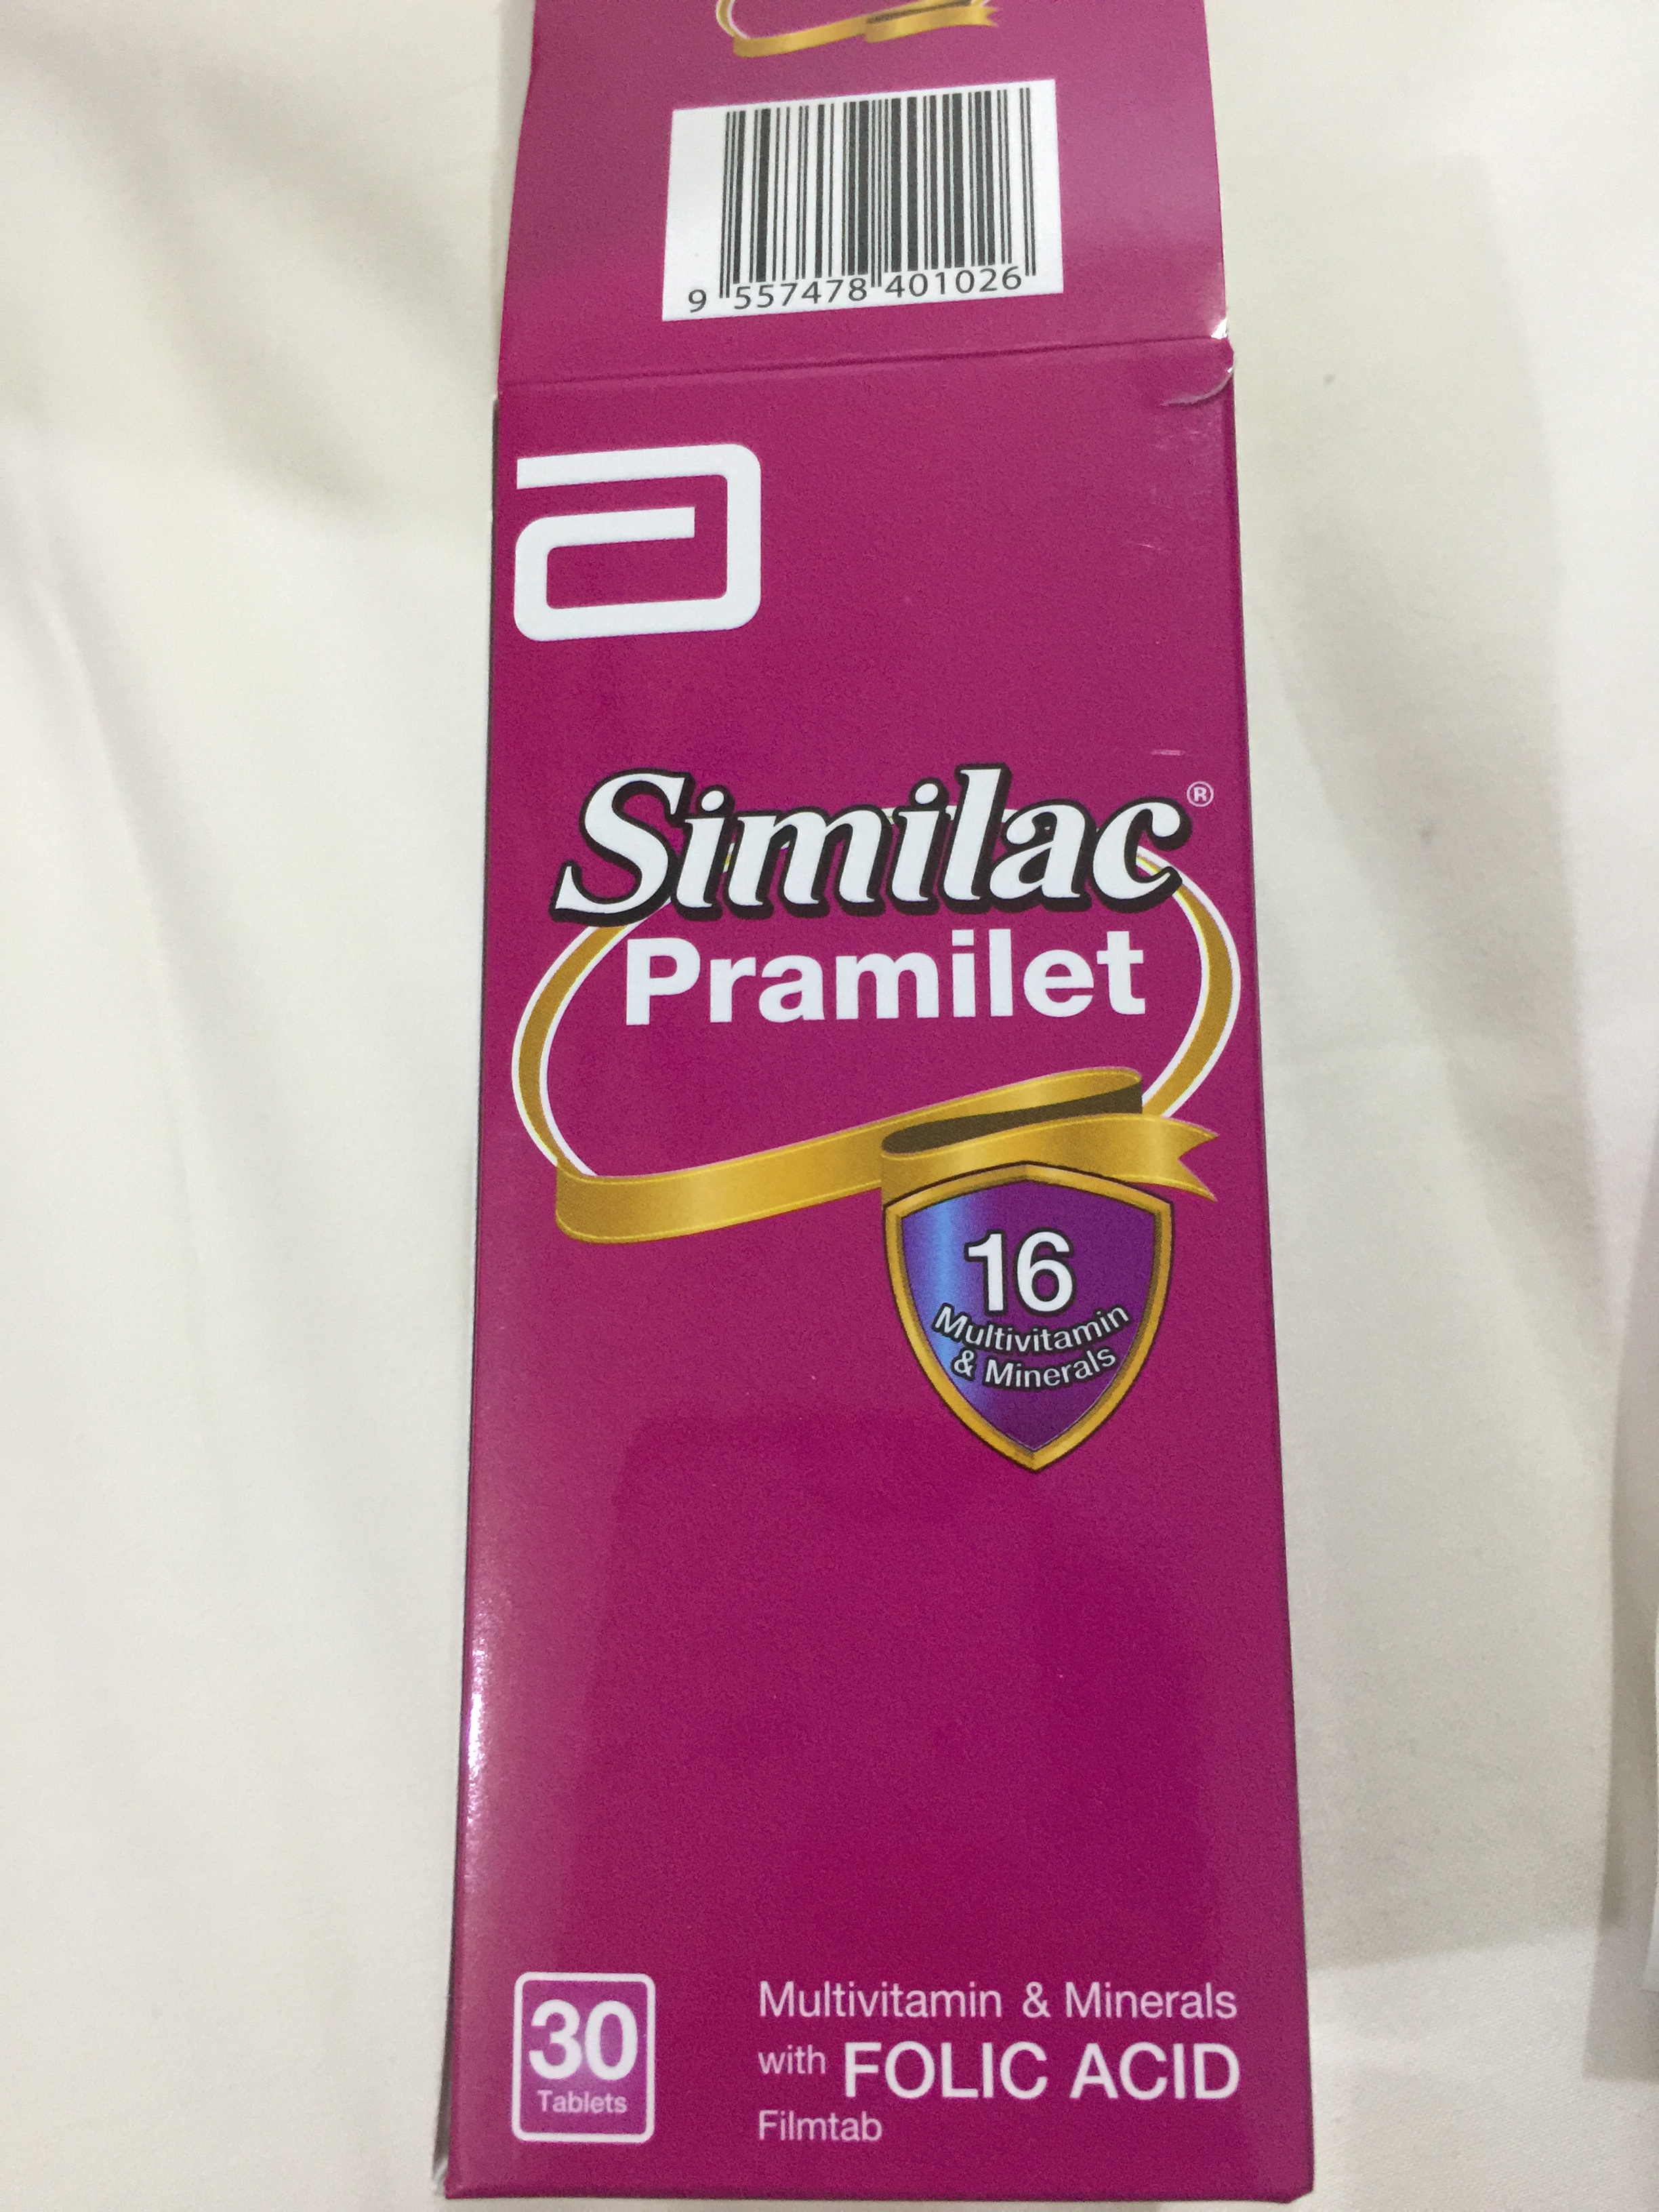 9 557478 401026
Similac®
Pramilet
16
Multivitamin
& Minerals
30
Tablets
Multivitamin & Minerals
with FOLIC ACID
Filmtab